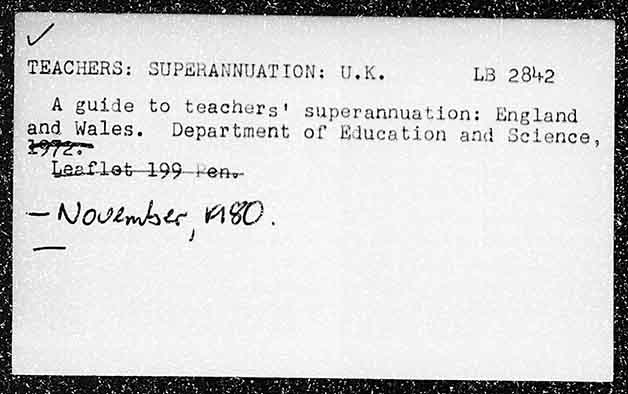 ✓
TEACHERS: SUPERANNUATION: U.K. LB 2842
A guide to teachers' superannuation: England
and Wales. Department of Education and Science,
1972.
Leaflet 199 Pen.
— November, 1980.
—